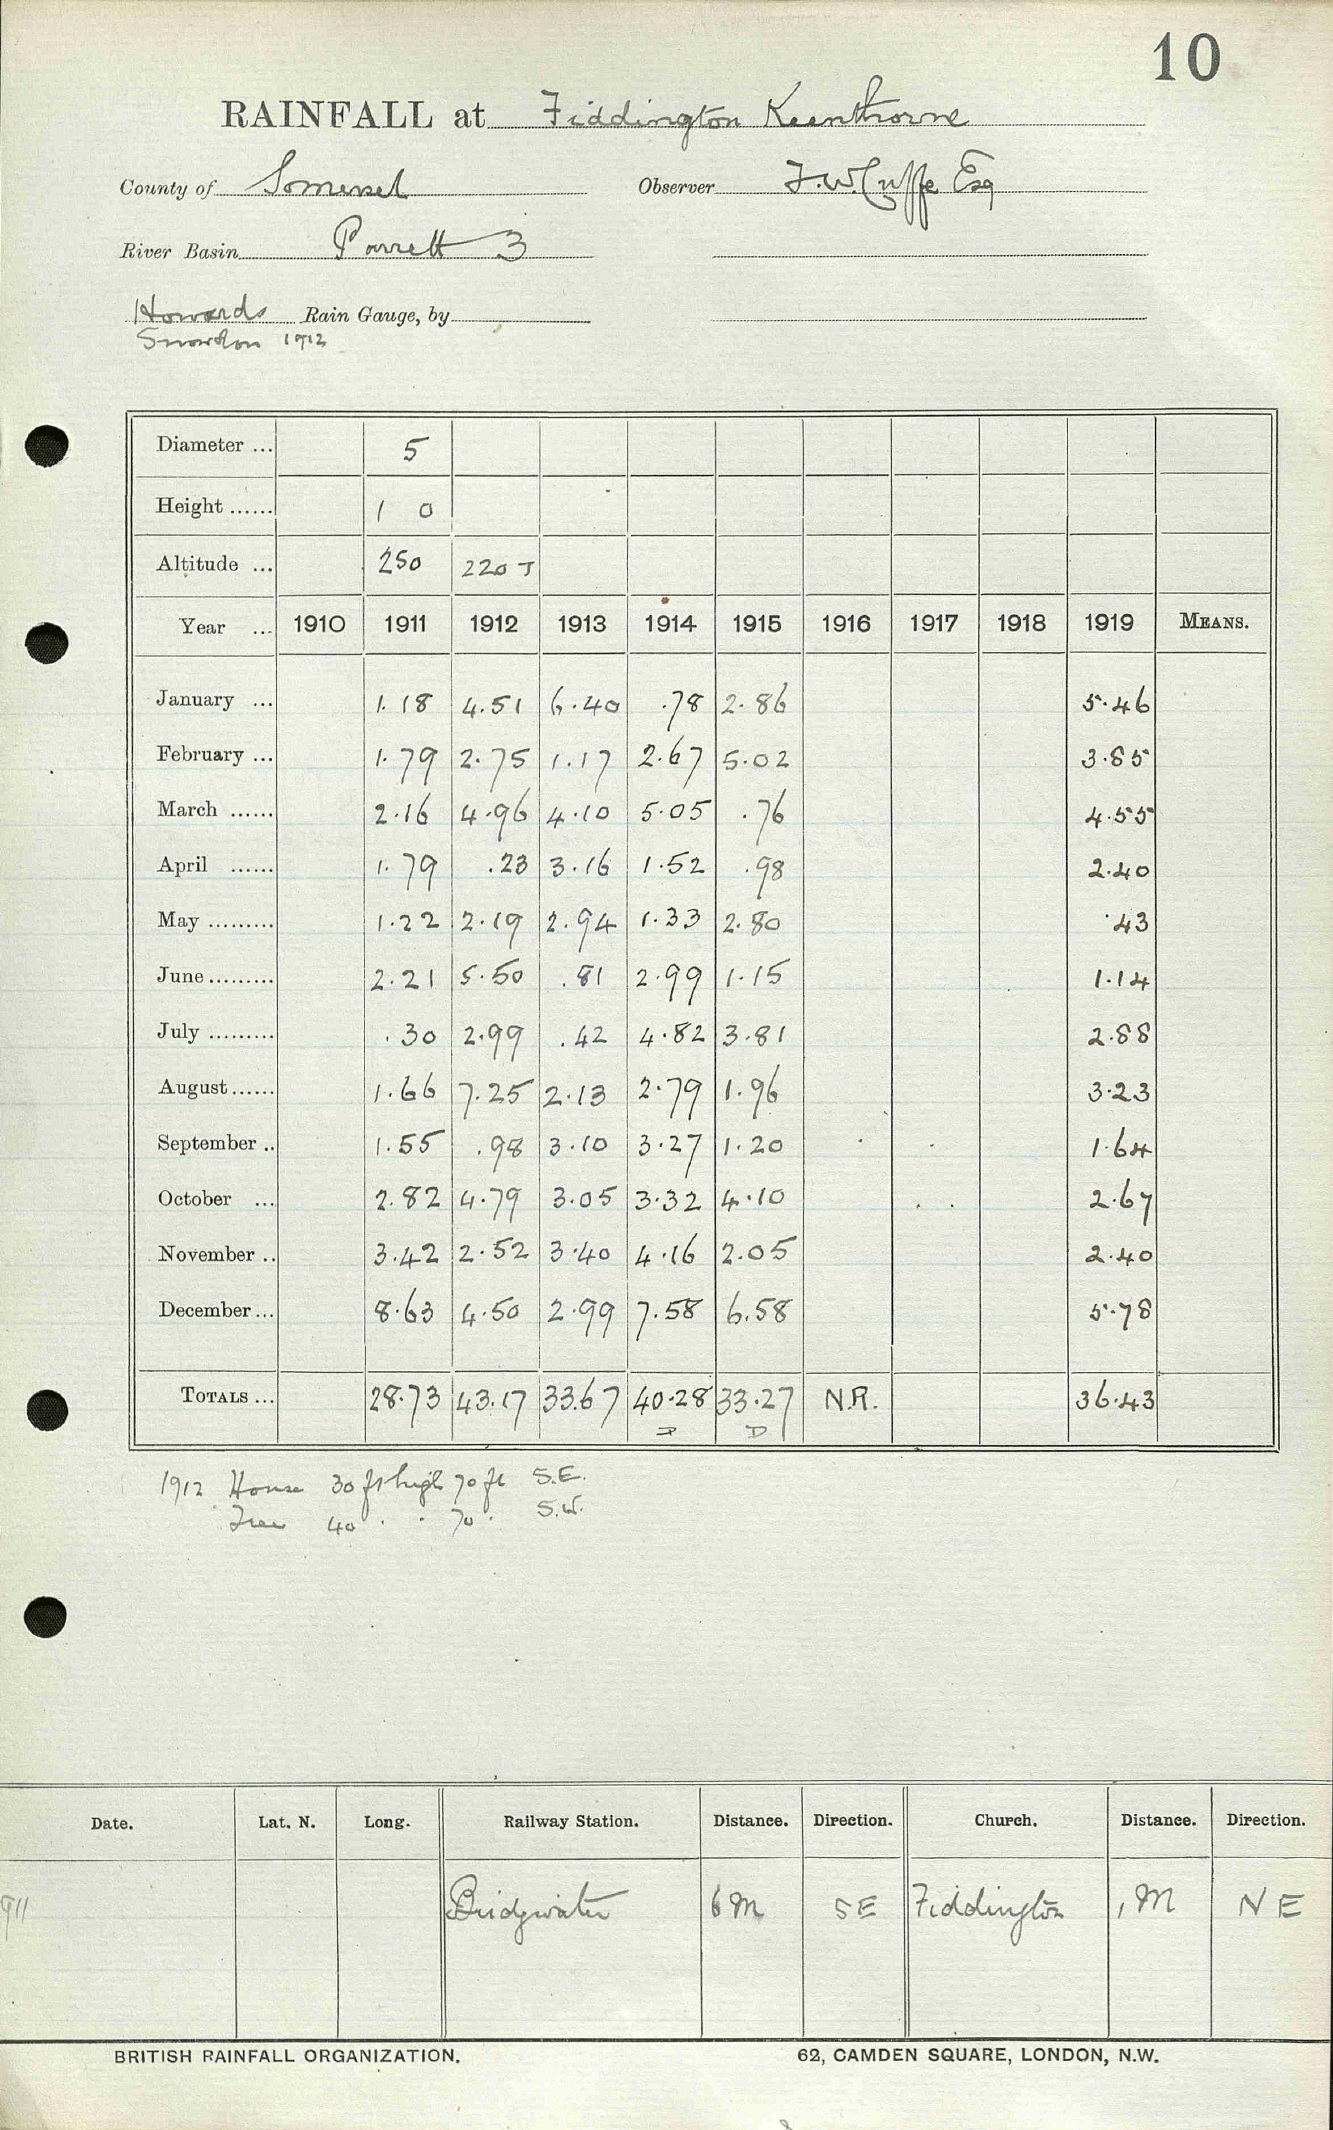 10
RAINFALL at Fiddington Keenthorne
County of Somerset Observer F.W. Cuffe Esq
River Basin Parrett 3
Howards Rain Gauge, by
Snowdon 1912
Diameter ... 5
Height ...... 1 0
Altitude ... 250 220 T
Year ... 1910 1911 1912 1913 1914 1915 1916 1917 1918 1919 MEANS.
January ... 1.18 4.51 6.40 .78 2.86 5.46
February ... 1.79 2.75 1.17 2.67 5.02 3.85
March ...... 2.16 4.96 4.10 5.05 .76 4.55
April ...... 1.79 .23 3.16 1.52 .98 2.40
May ......... 1.22 2.19 2.94 1.33 2.80 .43
June ......... 2.21 5.50 .81 2.99 1.15 1.14
July ......... .30 2.99 .42 4.82 3.81 2.88
August ...... 1.66 7.25 2.13 2.79 1.96 3.23
September .. 1.55 .98 3.10 3.27 1.20 1.64
October ... 2.82 4.79 3.05 3.32 4.10 2.67
November .. 3.42 2.52 3.40 4.16 2.05 2.40
December ... 8.63 4.50 2.99 7.58 6.58 5.78
TOTALS ... 28.73 43.17 33.67 40.28 33.27 N.R. 36.43
D D
1912 House 30 ft high 70 ft S.E.
Tree 40 " " 70 " S.W.
Date. Lat. N. Long. Railway Station. Distance. Direction. Church. Distance. Direction.
911 Bridgwater 6 M SE Fiddington 1 M N E
BRITISH RAINFALL ORGANIZATION. 62, CAMDEN SQUARE, LONDON, N.W.